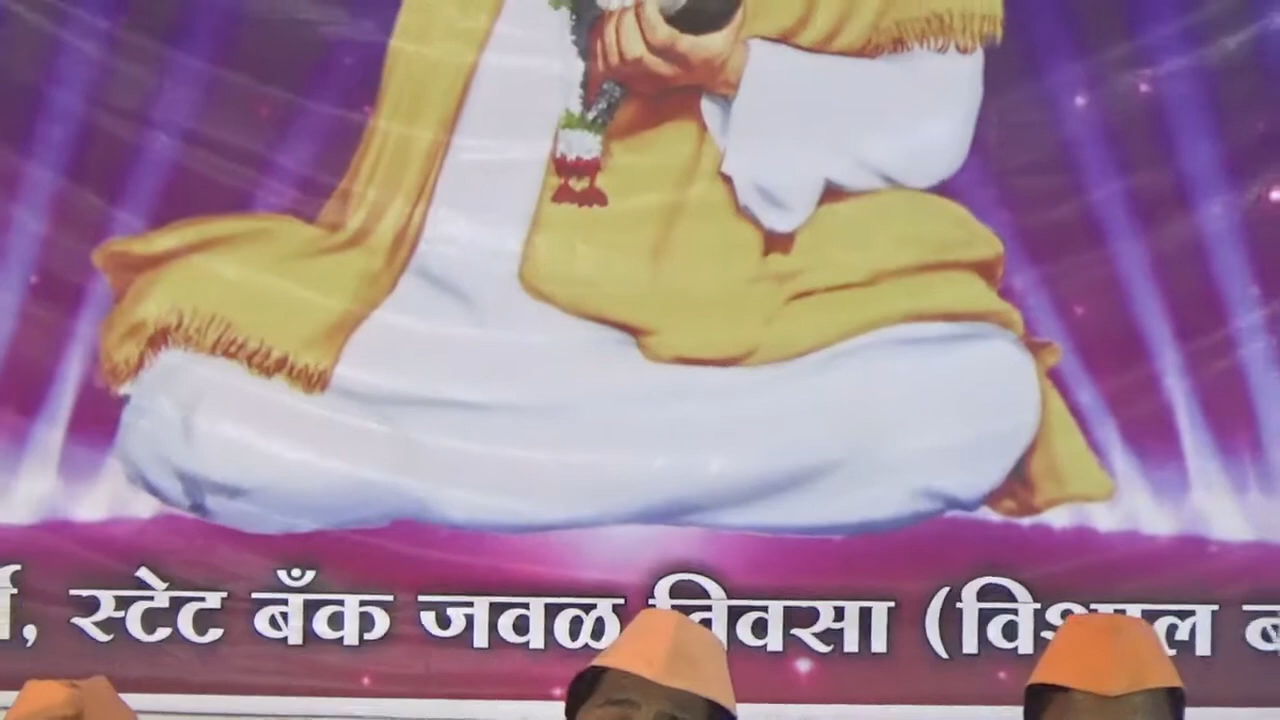 र्सी, स्टेट बँक जवळ तिवसा (विशाल ब